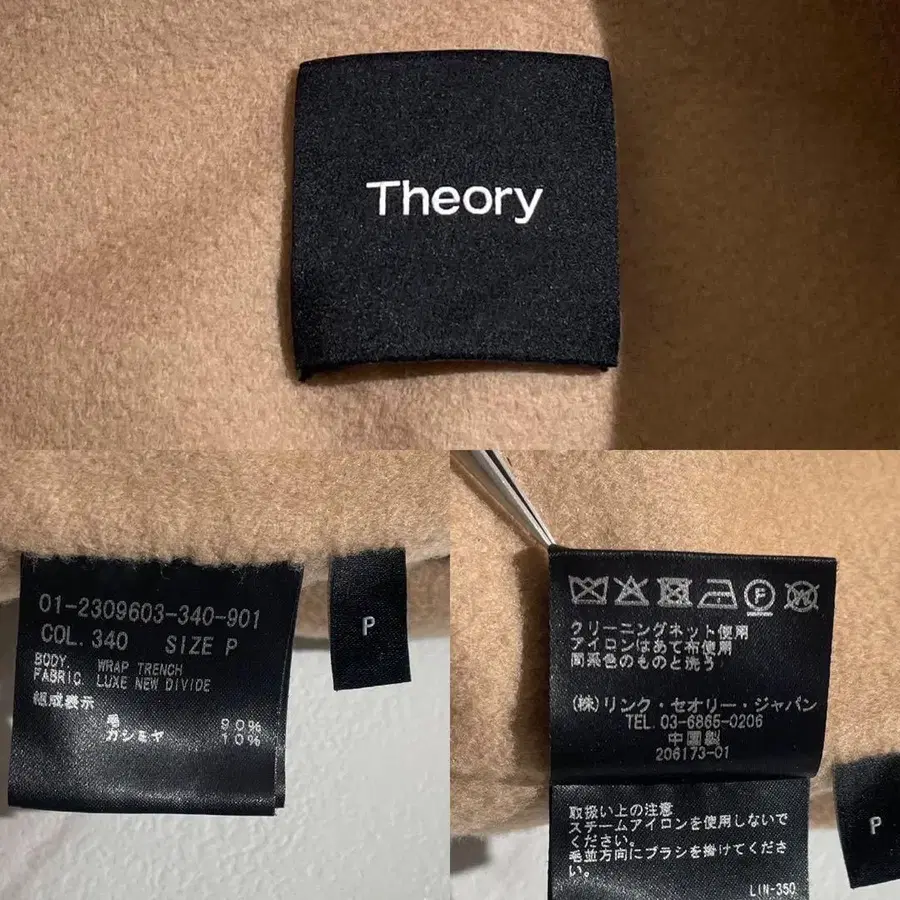 Theory
01-2309603-340-901
COL. 340 SIZE P
BODY. WRAP TRENCH
FABRIC. LUXE NEW DIVIDE
組成表示
毛 90%
カシミヤ 10%
P
F
クリーニングネット使用
アイロンはあて布使用
同系色のものと洗う
(株)リンク・セオリー・ジャパン
TEL. 03-6865-0206
中国製
206173-01
取扱い上の注意
スチームアイロンを使用しないで
ください。
毛並方向にブラシを掛けてくださ
い。
LIN-350
P